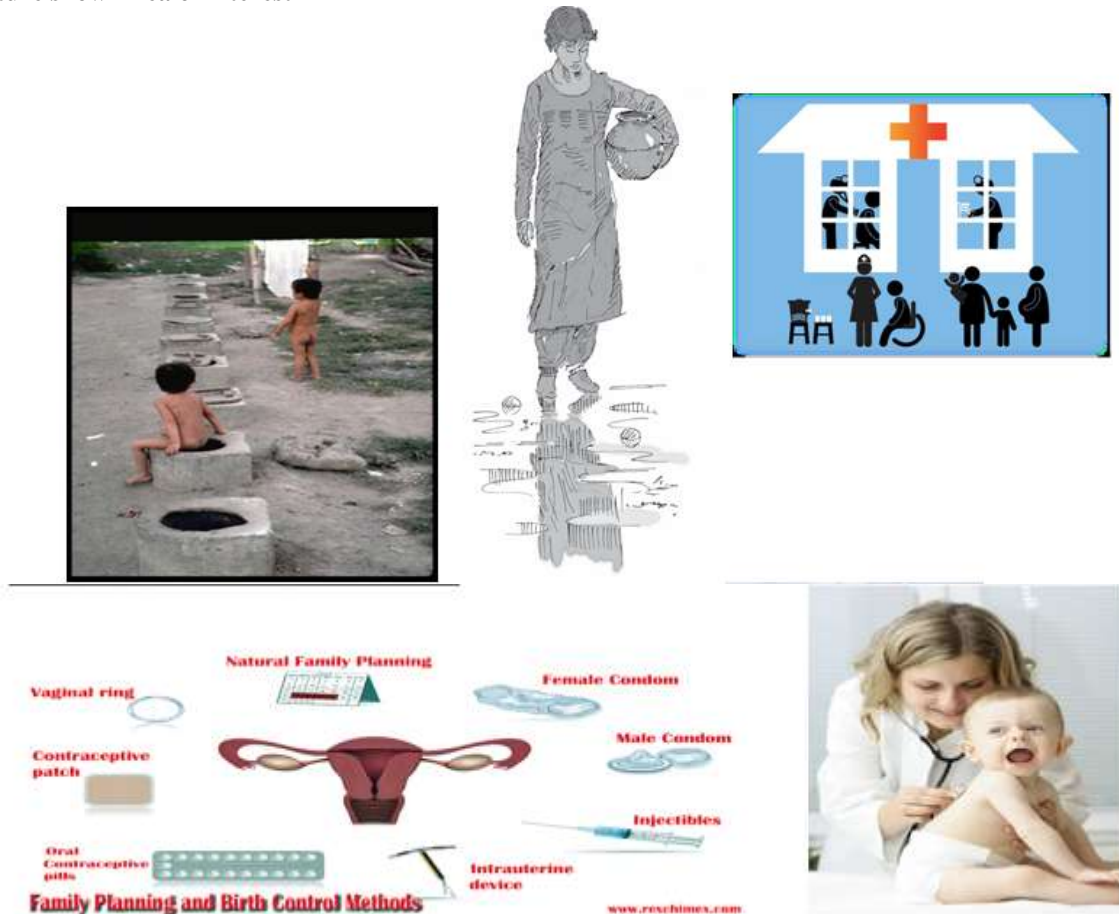 Natural Family Planning
Vaginal ring
Female Condom
Contraceptive
patch
Male Condom
Injectibles
Oral
Contraceptive
pills
Intrauterine
device
Family Planning and Birth Control Methods
www.rexchimex.com